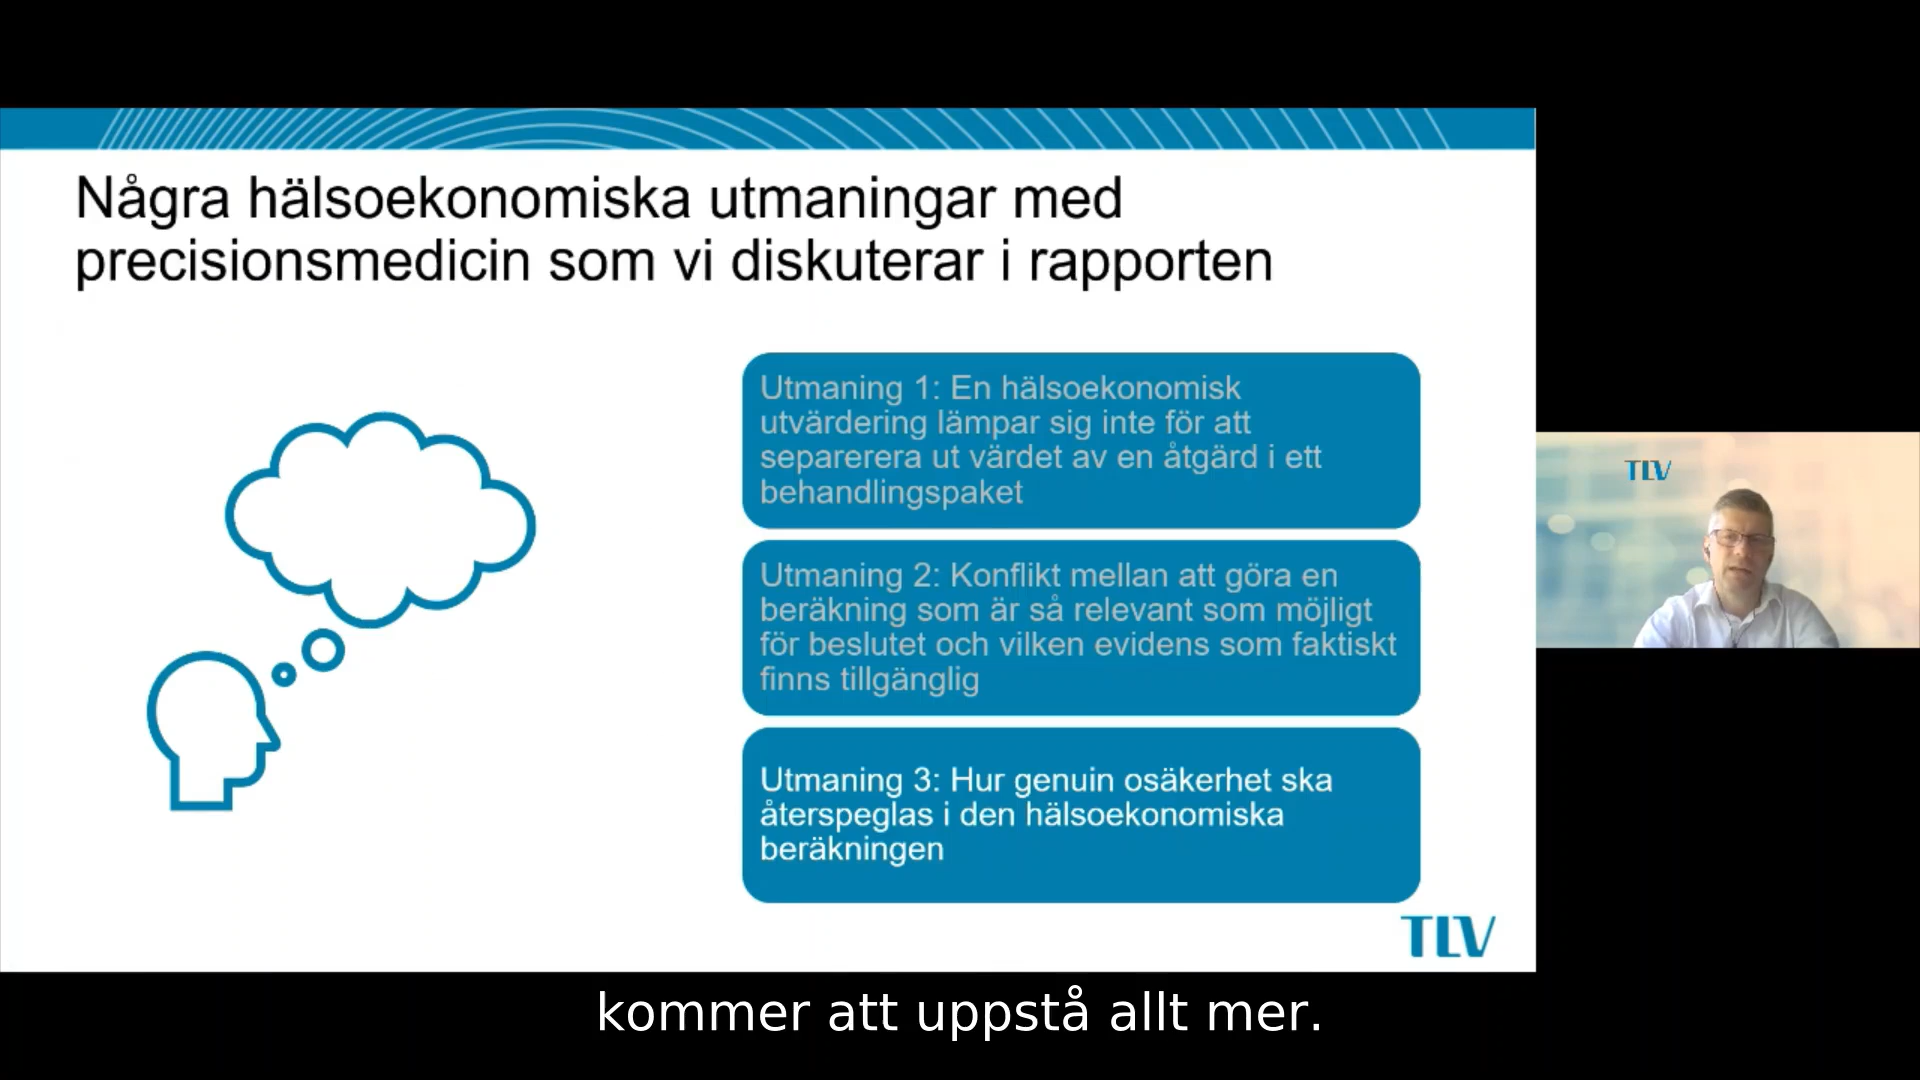 Några hälsoekonomiska utmaningar med
precisionsmedicin som vi diskuterar i rapporten
Utmaning 1: En hälsoekonomisk
utvärdering lämpar sig inte för att
separerera ut värdet av en åtgärd i ett
behandlingspaket
Utmaning 2: Konflikt mellan att göra en
beräkning som är så relevant som möjligt
för beslutet och vilken evidens som faktiskt
finns tillgänglig
Utmaning 3: Hur genuin osäkerhet ska
återspeglas i den hälsoekonomiska
beräkningen
TLV
TLV
kommer att uppstå allt mer.